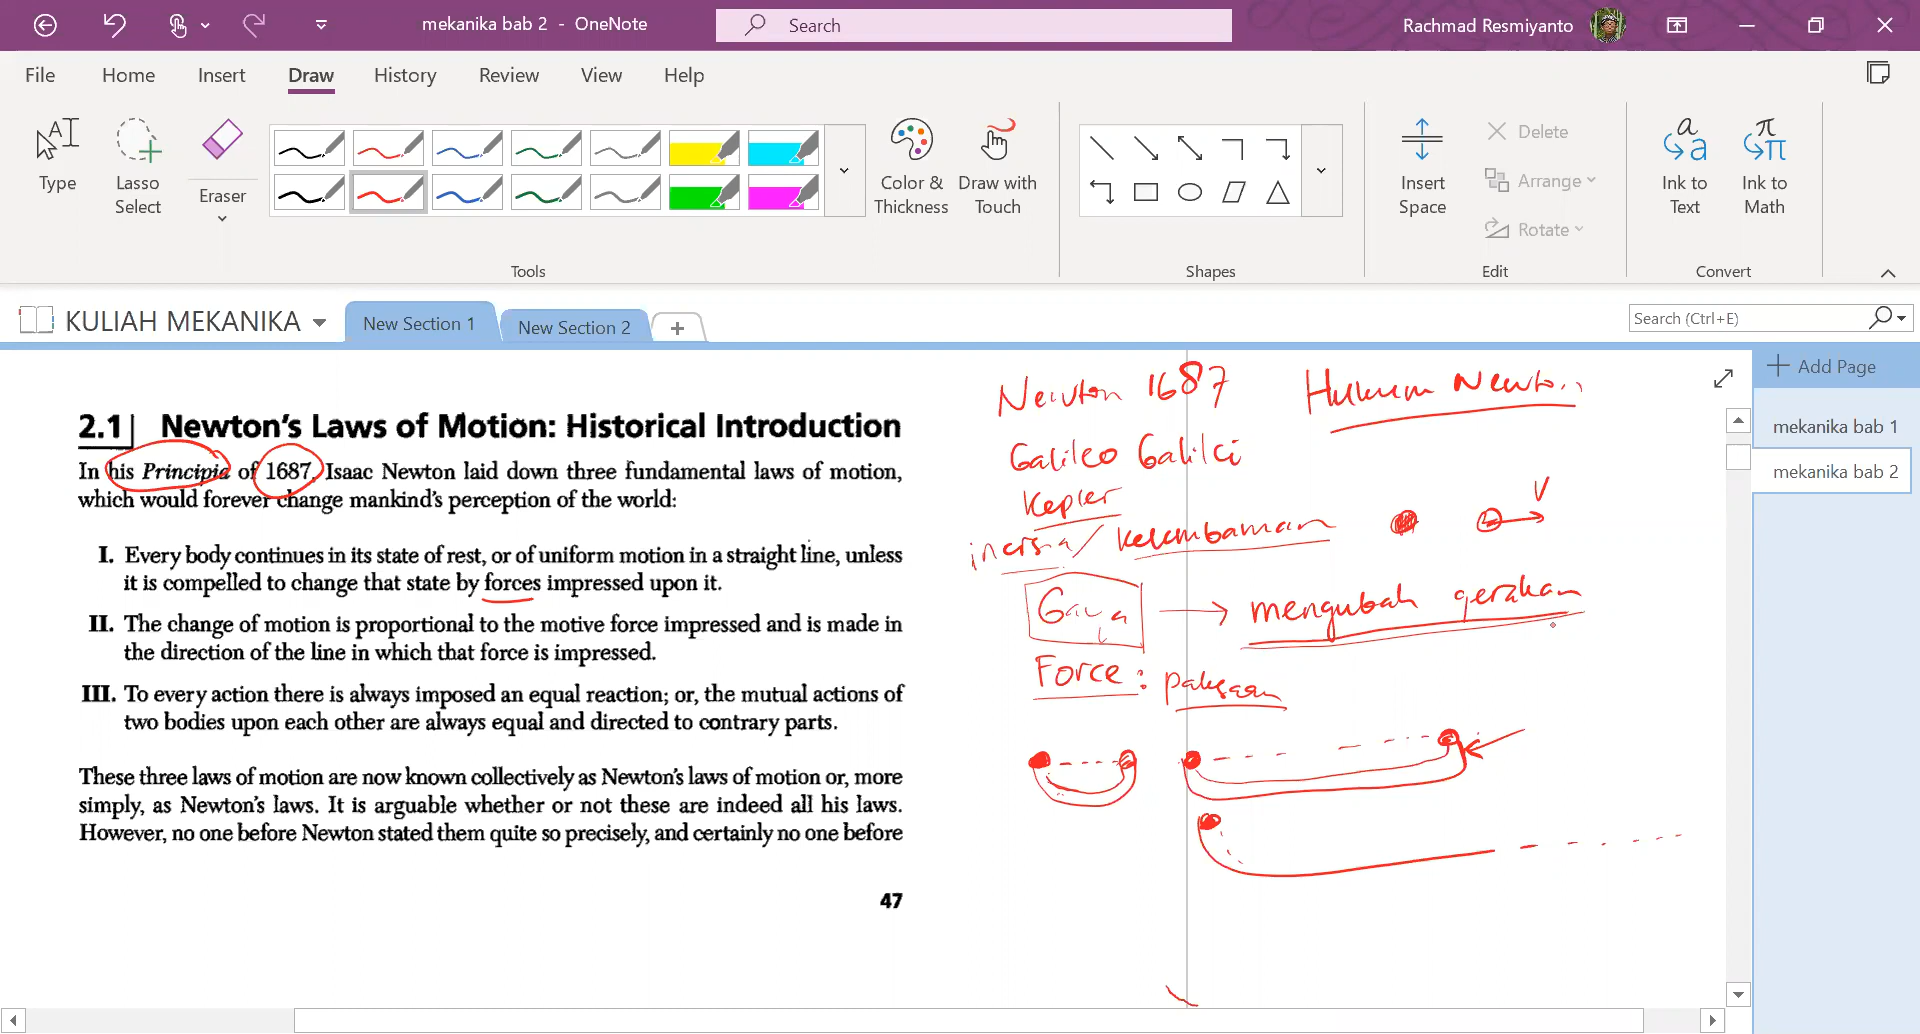 mekanika bab 2 - OneNote
Search
Rachmad Resmiyanto
File Home Insert Draw History Review View Help
Type
Lasso Select
Eraser
Color & Thickness
Draw with Touch
Insert Space
Delete
Arrange
Rotate
Ink to Text
Ink to Math
Tools
Shapes
Edit
Convert
KULIAH MEKANIKA
New Section 1
New Section 2
+
Search (Ctrl+E)
Add Page
mekanika bab 1
mekanika bab 2
2.1 Newton's Laws of Motion: Historical Introduction
In his Principia of 1687, Isaac Newton laid down three fundamental laws of motion,
which would forever change mankind's perception of the world:
I. Every body continues in its state of rest, or of uniform motion in a straight line, unless
it is compelled to change that state by forces impressed upon it.
II. The change of motion is proportional to the motive force impressed and is made in
the direction of the line in which that force is impressed.
III. To every action there is always imposed an equal reaction; or, the mutual actions of
two bodies upon each other are always equal and directed to contrary parts.
These three laws of motion are now known collectively as Newton's laws of motion or, more
simply, as Newton's laws. It is arguable whether or not these are indeed all his laws.
However, no one before Newton stated them quite so precisely, and certainly no one before
47
Newton 1687
Hukum Newton
Galileo Galilei
Kepler
inersia / kelembaman
V
Gaya → mengubah gerakan
Force : paksaan